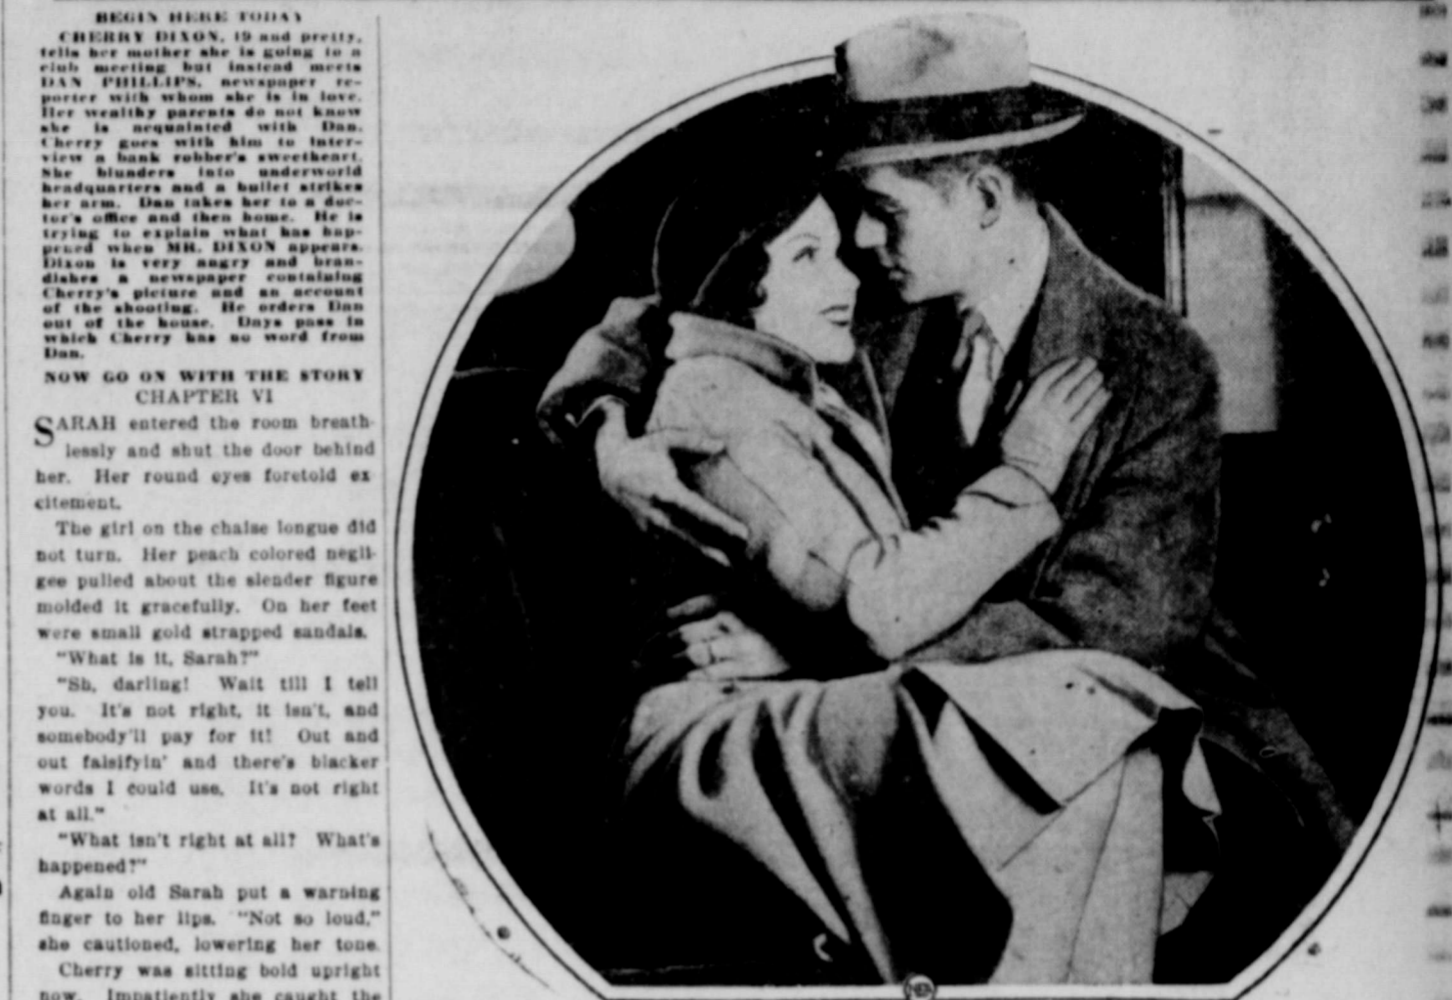 BEGIN HERE TODAY
CHERRY DIXON, 19 and pretty,
tells her mother she is going to a
club meeting but instead meets
DAN PHILLIPS, newspaper re-
porter with whom she is in love.
Her wealthy parents do not know
she is acquainted with Dan.
Cherry goes with him to inter-
view a bank robber's sweetheart.
She blunders into underworld
headquarters and a bullet strikes
her arm. Dan takes her to a doc-
tor's office and then home. He is
trying to explain what has hap-
pened when MR. DIXON appears.
Dixon is very angry and bran-
dishes a newspaper containing
Cherry's picture and an account
of the shooting. He orders Dan
out of the house. Days pass in
which Cherry has no word from
Dan.
NOW GO ON WITH THE STORY
CHAPTER VI
SARAH entered the room breath-
lessly and shut the door behind
her. Her round eyes foretold ex
citement.
The girl on the chaise longue did
not turn. Her peach colored negli-
gee pulled about the slender figure
molded it gracefully. On her feet
were small gold strapped sandals.
"What is it, Sarah?"
"Sh, darling! Wait till I tell
you. It's not right, it isn't, and
somebody'll pay for it! Out and
out falsifyin' and there's blacker
words I could use. It's not right
at all."
"What isn't right at all? What's
happened?"
Again old Sarah put a warning
finger to her lips. "Not so loud,"
she cautioned, lowering her tone.
Cherry was sitting bold upright
now. Impatiently she caught the
NEA